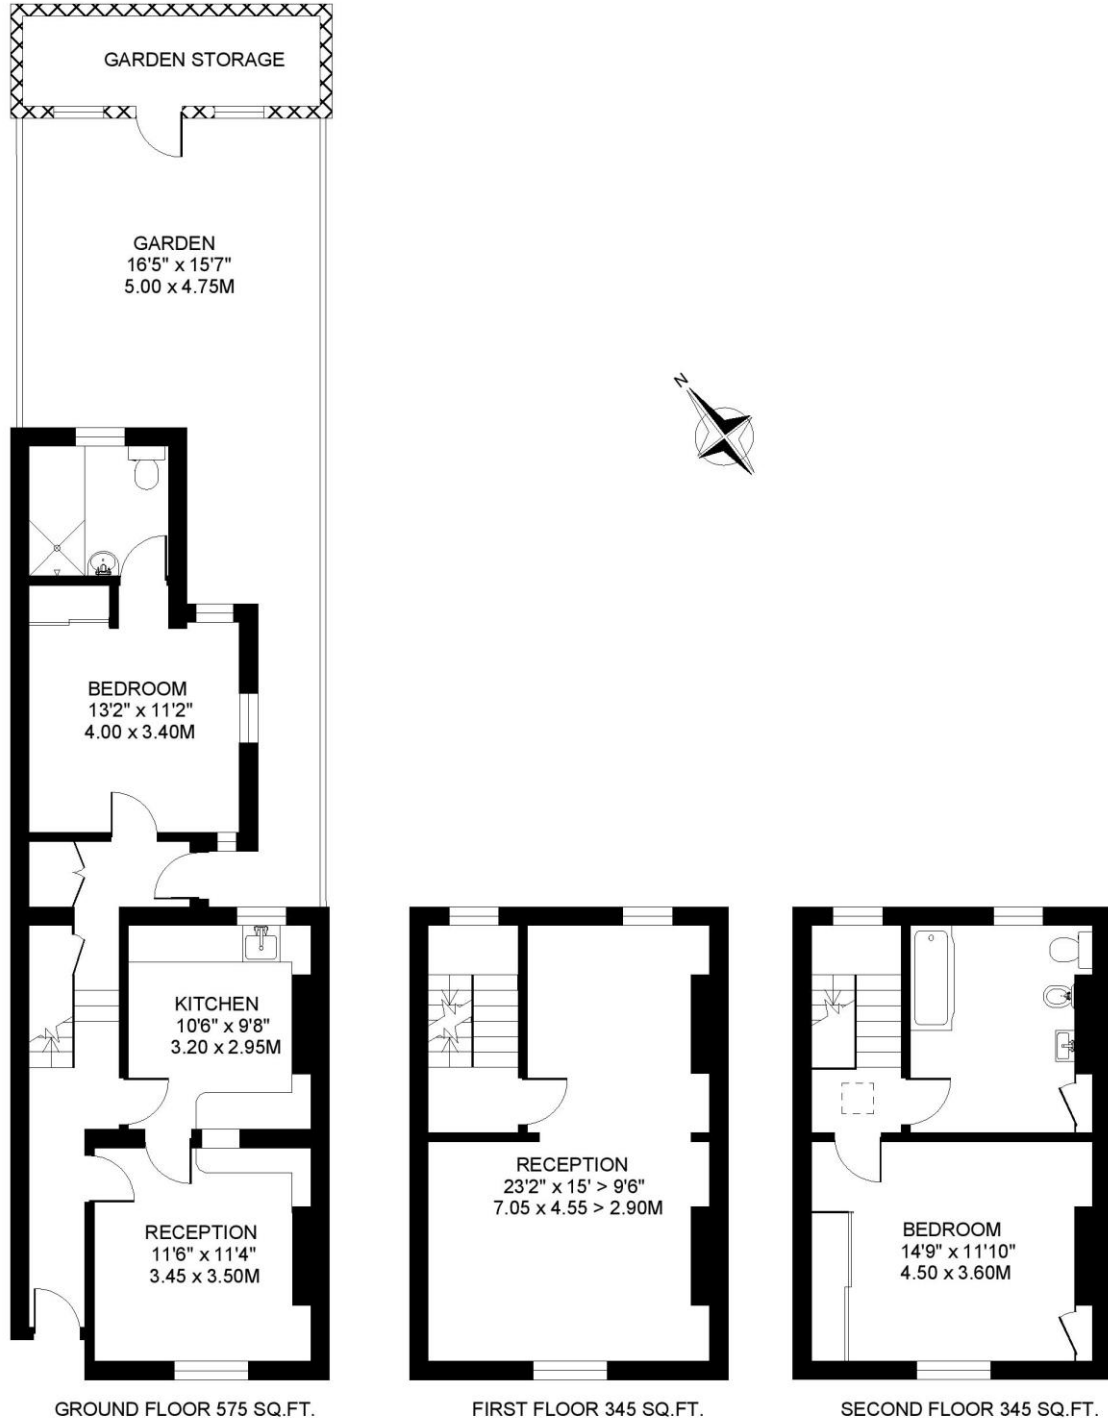 GARDEN STORAGE
GARDEN
16'5" x 15'7"
5.00 x 4.75M
N
BEDROOM
13'2" x 11'2"
4.00 x 3.40M
KITCHEN
10'6" x 9'8"
3.20 x 2.95M
RECEPTION
11'6" x 11'4"
3.45 x 3.50M
RECEPTION
23'2" x 15' > 9'6"
7.05 x 4.55 > 2.90M
BEDROOM
14'9" x 11'10"
4.50 x 3.60M
GROUND FLOOR 575 SQ.FT.
FIRST FLOOR 345 SQ.FT.
SECOND FLOOR 345 SQ.FT.